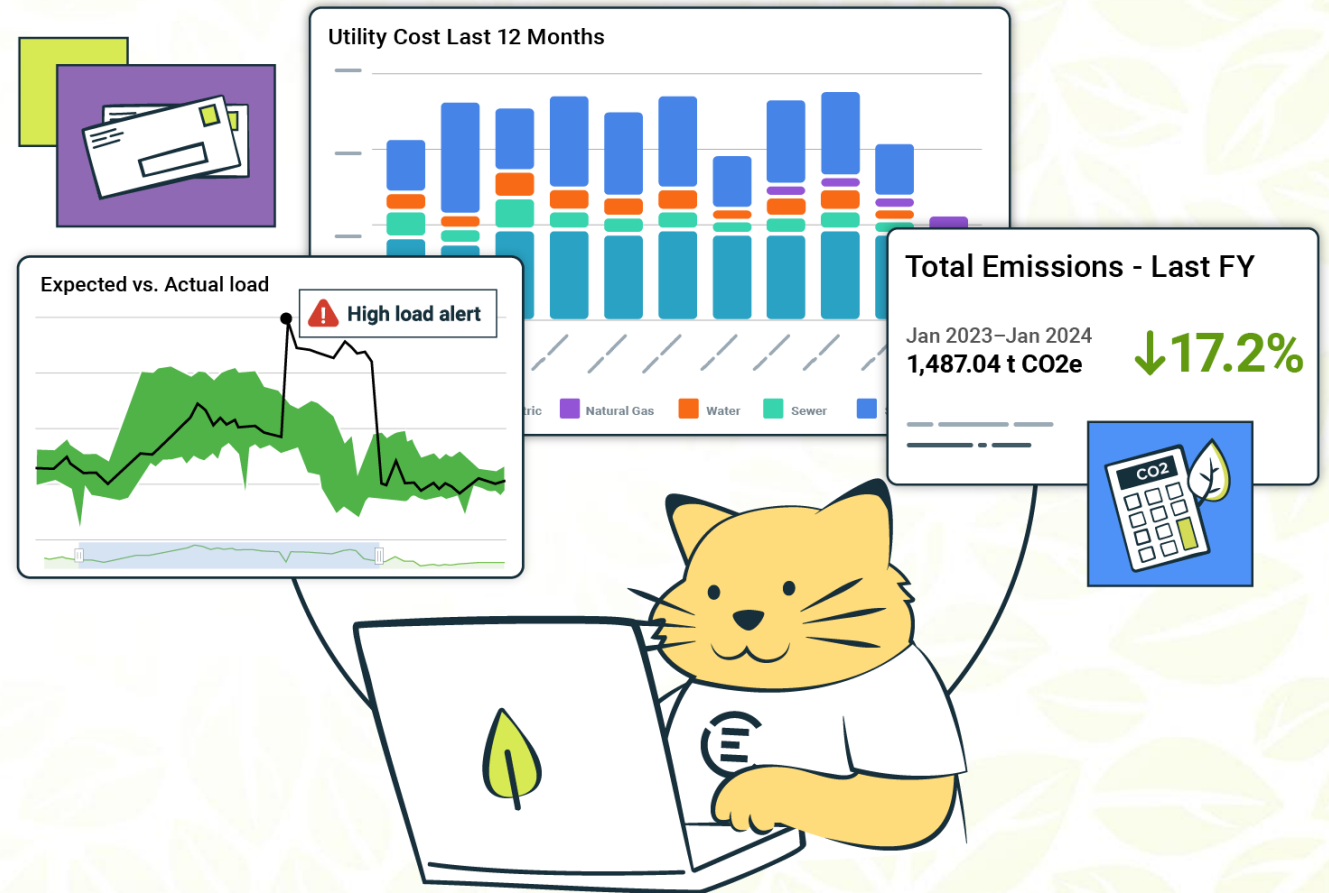 Utility Cost Last 12 Months
Expected vs. Actual load
High load alert
Natural Gas
Water
Sewer
Total Emissions - Last FY
Jan 2023–Jan 2024
1,487.04 t CO2e
↓17.2%
CO2
E